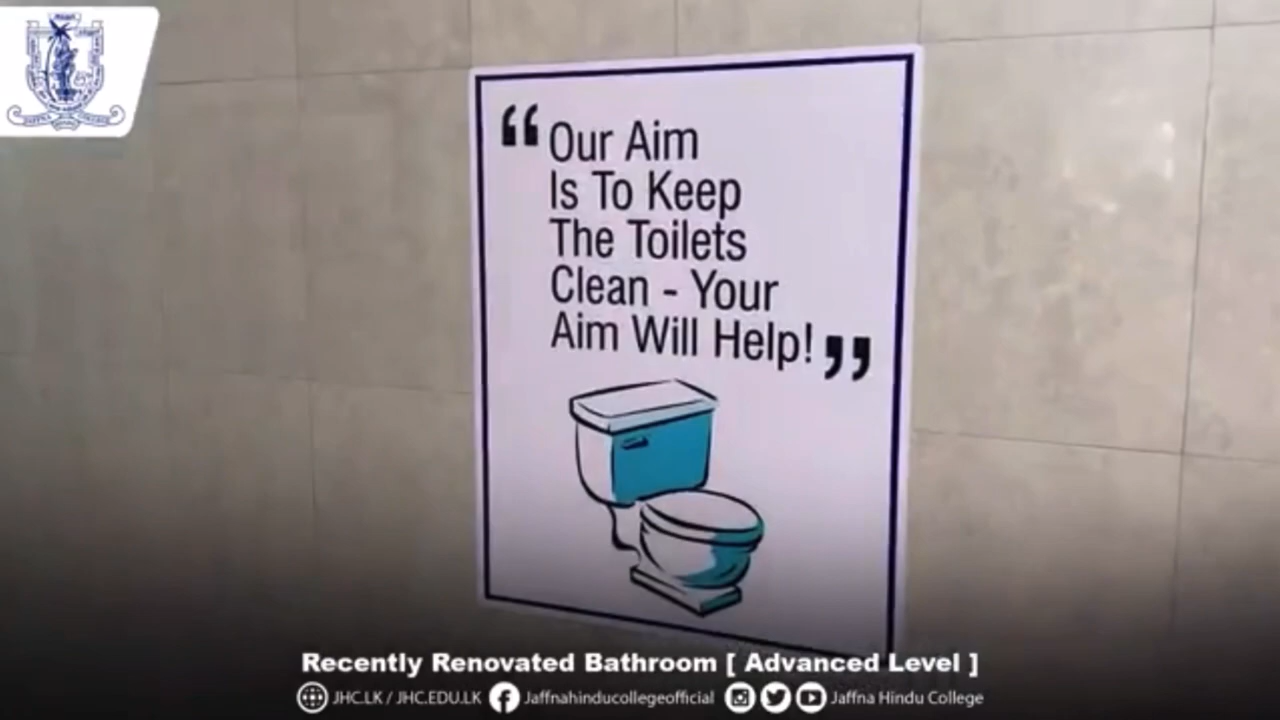 “Our Aim
Is To Keep
The Toilets
Clean - Your
Aim Will Help!”
Recently Renovated Bathroom [ Advanced Level ]
JHC.LK / JHC.EDU.LK Jaffnahinducollegeofficial Jaffna Hindu College